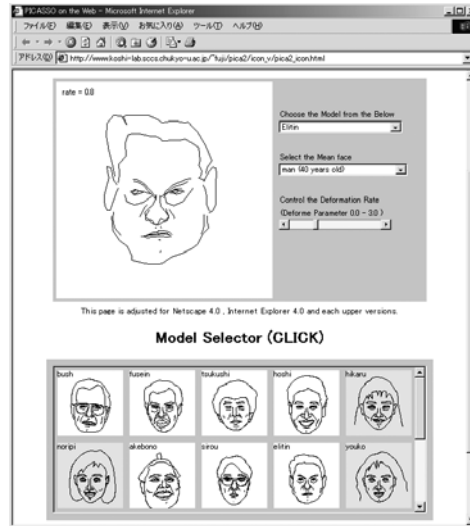 PICASSO on the Web - Microsoft Internet Explorer
ファイル(F) 編集(E) 表示(V) お気に入り(A) ツール(T) ヘルプ(H)
アドレス(D) http://www.koshi-lab.sccs.chukyo-u.ac.jp/~fuji/pica2/icon_v/pica2_icon.html
rate = 0.8
Choose the Model from the Below
Elitin
Select the Mean face
man (40 years old)
Control the Deformation Rate
(Deforme Parameter 0.0 - 3.0 )
This page is adjusted for Netscape 4.0 , Internet Explorer 4.0 and each upper versions.
Model Selector (CLICK)
bush fusein tsukushi hoshi hikaru
noripi akebono sirou elitin youko